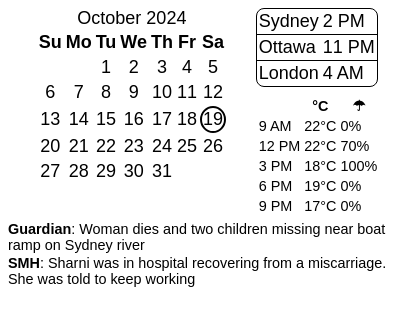 October 2024
Su Mo Tu We Th Fr Sa
1 2 3 4 5
6 7 8 9 10 11 12
13 14 15 16 17 18 19
20 21 22 23 24 25 26
27 28 29 30 31
Sydney 2 PM
Ottawa 11 PM
London 4 AM
°C ☂
9 AM 22°C 0%
12 PM 22°C 70%
3 PM 18°C 100%
6 PM 19°C 0%
9 PM 17°C 0%
Guardian: Woman dies and two children missing near boat
ramp on Sydney river
SMH: Sharni was in hospital recovering from a miscarriage.
She was told to keep working